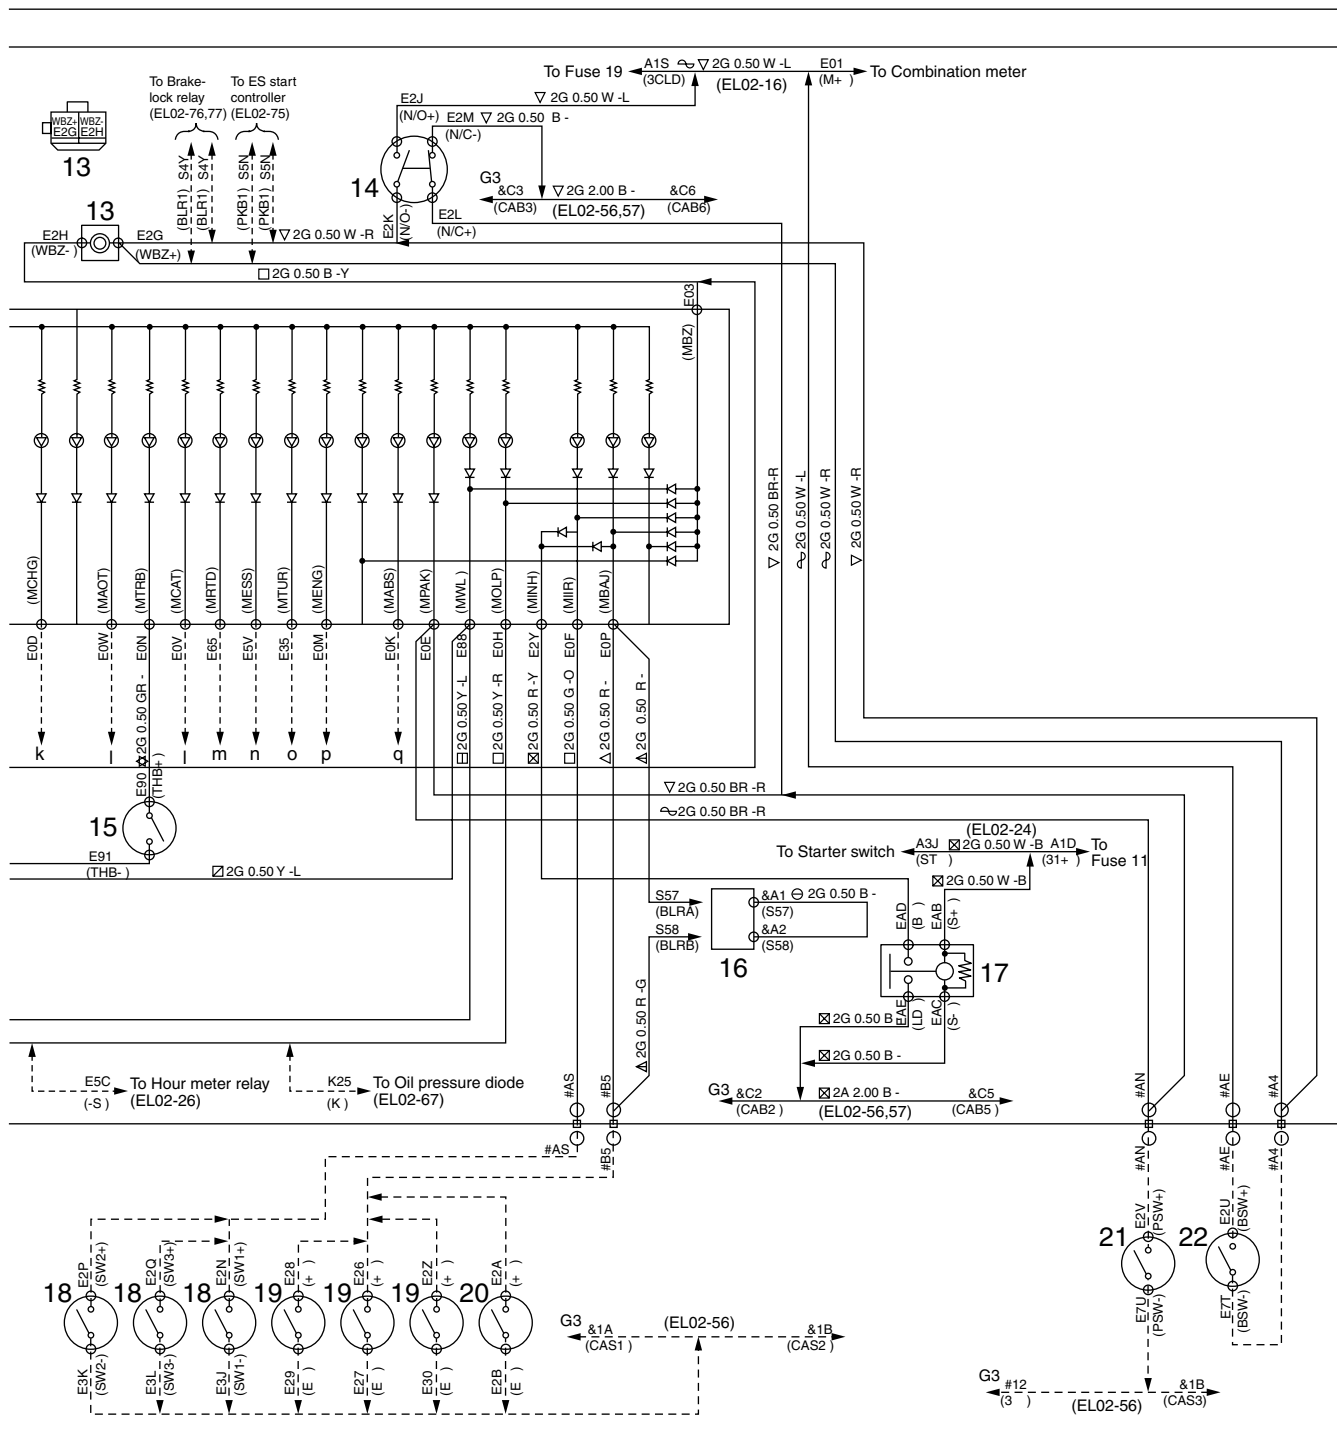 To Brake-
lock relay
(EL02-76,77)
To ES start
controller
(EL02-75)
To Fuse 19
A1S
2G 0.50 W -L
E01
(3CLD)
(EL02-16)
(M+ )
To Combination meter
E2J
2G 0.50 W -L
(N/O+)
E2M
2G 0.50 B -
(N/C-)
WBZ+
WBZ-
E2G
E2H
13
14
G3
&C3
2G 2.00 B -
&C6
(CAB3)
(EL02-56,57)
(CAB6)
(BLR1) S4Y
(BLR1) S4Y
(PKB1) S5N
(PKB1) S5N
E2K
(N/O-)
E2L
(N/C+)
13
E2H
E2G
(WBZ-)
(WBZ+)
2G 0.50 W -R
2G 0.50 B -Y
E03
(MBZ)
2G 0.50 BR-R
2G 0.50 W -L
2G 0.50 W -R
2G 0.50 W -R
(MCHG)
(MAOT)
(MTRB)
(MCAT)
(MRTD)
(MESS)
(MTUR)
(MENG)
(MABS)
(MPAK)
(MWL )
(MOLP)
(MINH)
(MIIR)
(MBAJ)
E0D
E0W
E0N
E0V
E65
E5V
E35
E0M
E0K
E0E
E88
E0H
E2Y
E0F
E0P
2G 0.50 GR -
2G 0.50 Y -L
2G 0.50 Y -R
2G 0.50 R -Y
2G 0.50 G -O
2G 0.50 R -
2G 0.50 R -
k
l
l
m
n
o
p
q
E90
(THB+)
15
E91
(THB- )
2G 0.50 Y -L
2G 0.50 BR -R
2G 0.50 BR -R
(EL02-24)
To Starter switch
A3J
2G 0.50 W -B
A1D
To
Fuse 11
(ST )
(31+ )
2G 0.50 W -B
S57
(BLRA)
&A1
2G 0.50 B -
(S57)
S58
(BLRB)
&A2
(S58)
16
EAD
(B )
EAB
(S+ )
17
EAE
(LD )
EAC
(S- )
2G 0.50 B
2G 0.50 B -
2G 0.50 R -G
E5C
(-S )
To Hour meter relay
(EL02-26)
K25
(K )
To Oil pressure diode
(EL02-67)
G3
&C2
2A 2.00 B -
&C5
(CAB2 )
(EL02-56,57)
(CAB5 )
#AS
#B5
#AN
#AE
#A4
#AS
#B5
#AN
#AE
#A4
E2P
(SW2+)
E2Q
(SW3+)
E2N
(SW1+)
E28
(+ )
E26
(+ )
E2Z
(+ )
E2A
(+ )
E2V
(PSW+)
E2U
(BSW+)
18
18
18
19
19
19
20
21
22
E3K
(SW2-)
E3L
(SW3-)
E3J
(SW1-)
E29
(E )
E27
(E )
E30
(E )
E2B
(E )
E7U
(PSW-)
E7T
(BSW-)
G3
&1A
(EL02-56)
&1B
(CAS1 )
(CAS2 )
G3
#12
&1B
(3 )
(EL02-56)
(CAS3)